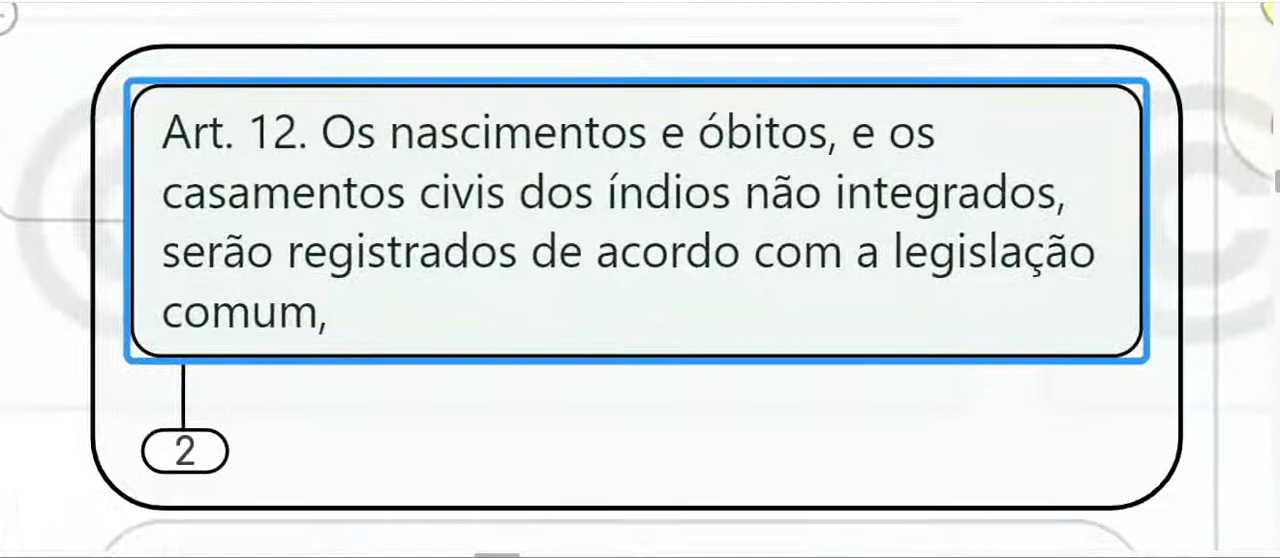 Art. 12. Os nascimentos e óbitos, e os
casamentos civis dos índios não integrados,
serão registrados de acordo com a legislação
comum,
2